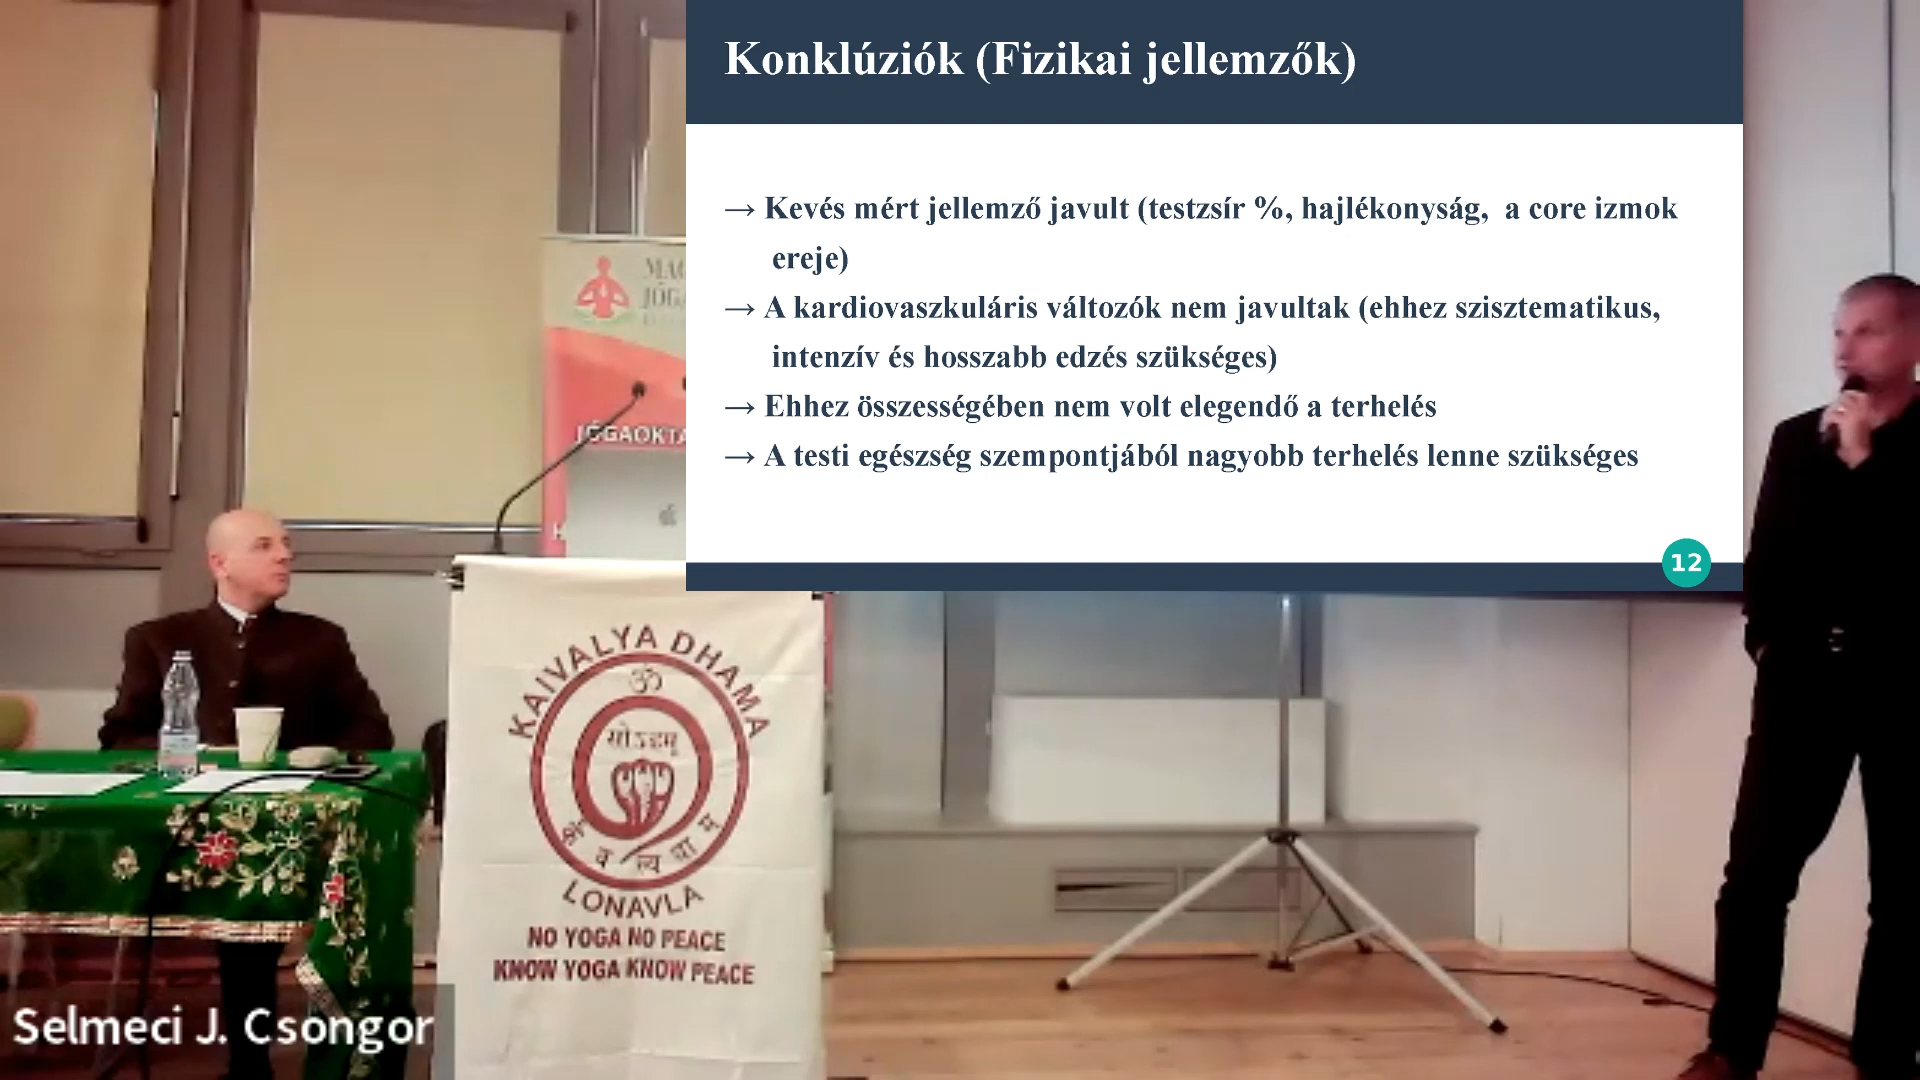 Konklúziók (Fizikai jellemzők)
→ Kevés mért jellemző javult (testzsír %, hajlékonyság, a core izmok
ereje)
→ A kardiovaszkuláris változók nem javultak (ehhez szisztematikus,
intenzív és hosszabb edzés szükséges)
→ Ehhez összességében nem volt elegendő a terhelés
→ A testi egészség szempontjából nagyobb terhelés lenne szükséges
12
KAIVALYA DHAMA
ॐ
LONAVLA
NO YOGA NO PEACE
KNOW YOGA KNOW PEACE
Selmeci J. Csongor